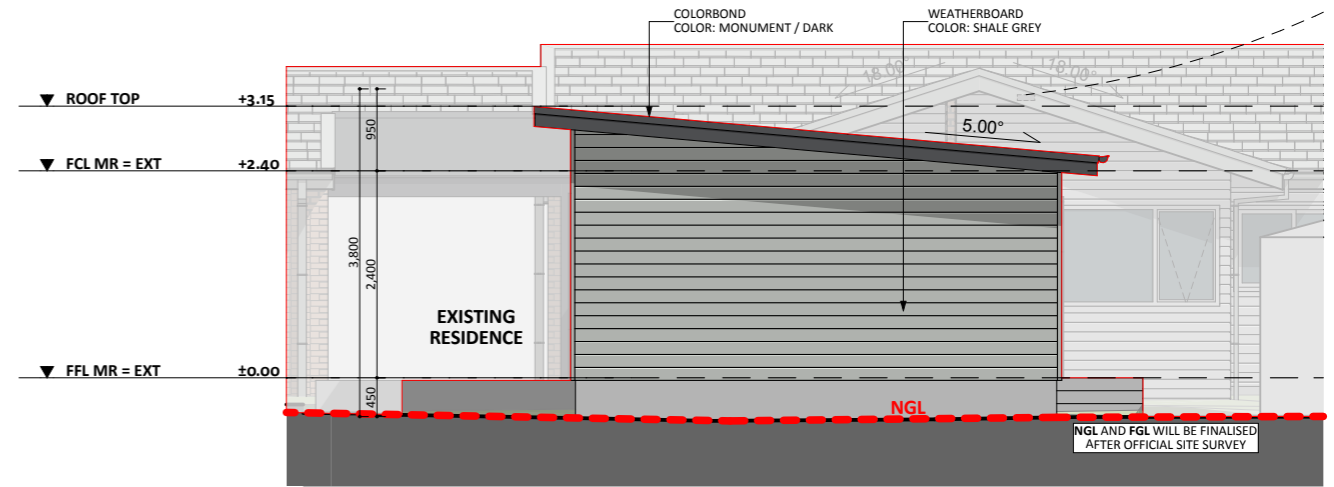 COLORBOND
COLOR: MONUMENT / DARK
WEATHERBOARD
COLOR: SHALE GREY
18.00°
18.00°
ROOF TOP +3.15
950
5.00°
FCL MR = EXT +2.40
3,800
2,400
EXISTING
RESIDENCE
FFL MR = EXT ±0.00
450
NGL
NGL AND FGL WILL BE FINALISED
AFTER OFFICIAL SITE SURVEY